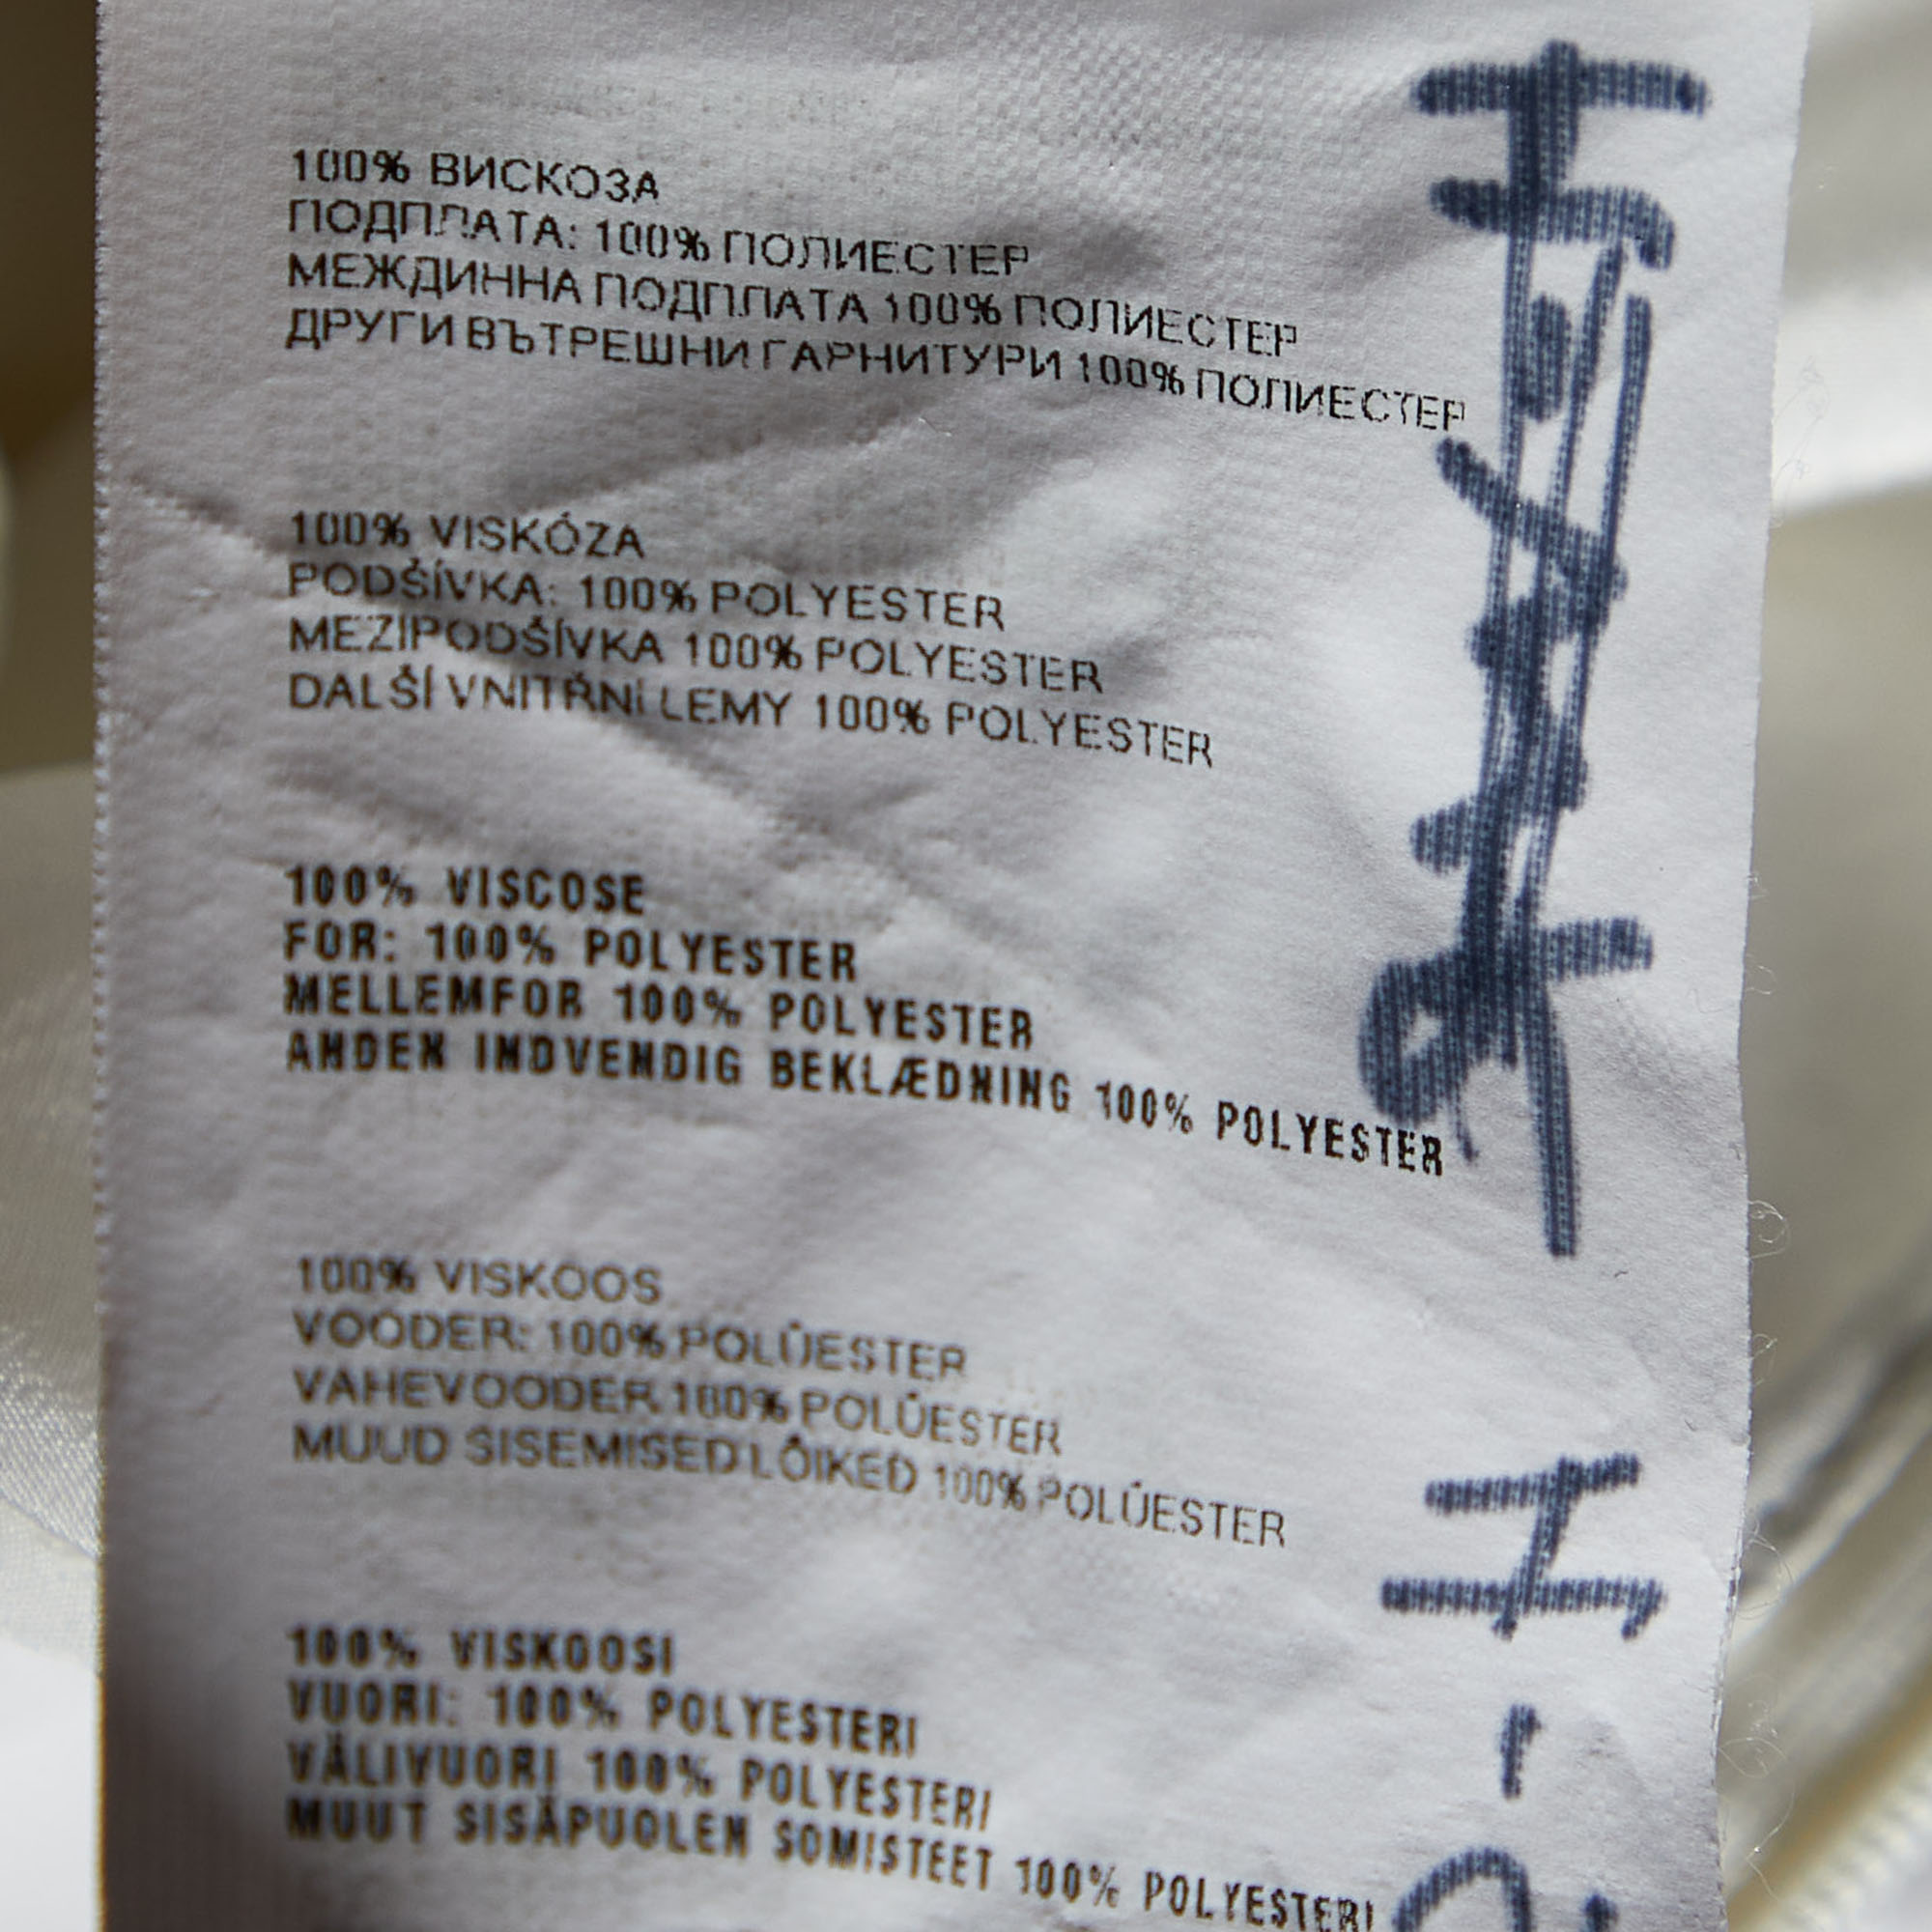 100% ВИСКОЗА
ПОДПЛАТА: 100% ПОЛИЕСТЕР
МЕЖДИННА ПОДПЛАТА 100% ПОЛИЕСТЕР
ДРУГИ ВЪТРЕШНИ ГАРНИТУРИ 100% ПОЛИЕСТЕР
100% VISKÓZA
PODŠÍVKA: 100% POLYESTER
MEZIPODŠÍVKA 100% POLYESTER
DALŠÍ VNITŘNÍ LEMY 100% POLYESTER
100% VISCOSE
FOR: 100% POLYESTER
MELLEMFOR 100% POLYESTER
ANDEN INDVENDIG BEKLÆDNING 100% POLYESTER
100% VISKOOS
VOODER: 100% POLÜESTER
VAHEVOODER 100% POLÜESTER
MUUD SISEMISED LÕIKED 100% POLÜESTER
100% VISKOOSI
VUORI: 100% POLYESTERI
VÄLIVUORI 100% POLYESTERI
MUUT SISÄPUOLEN SOMISTEET 100% POLYESTERI